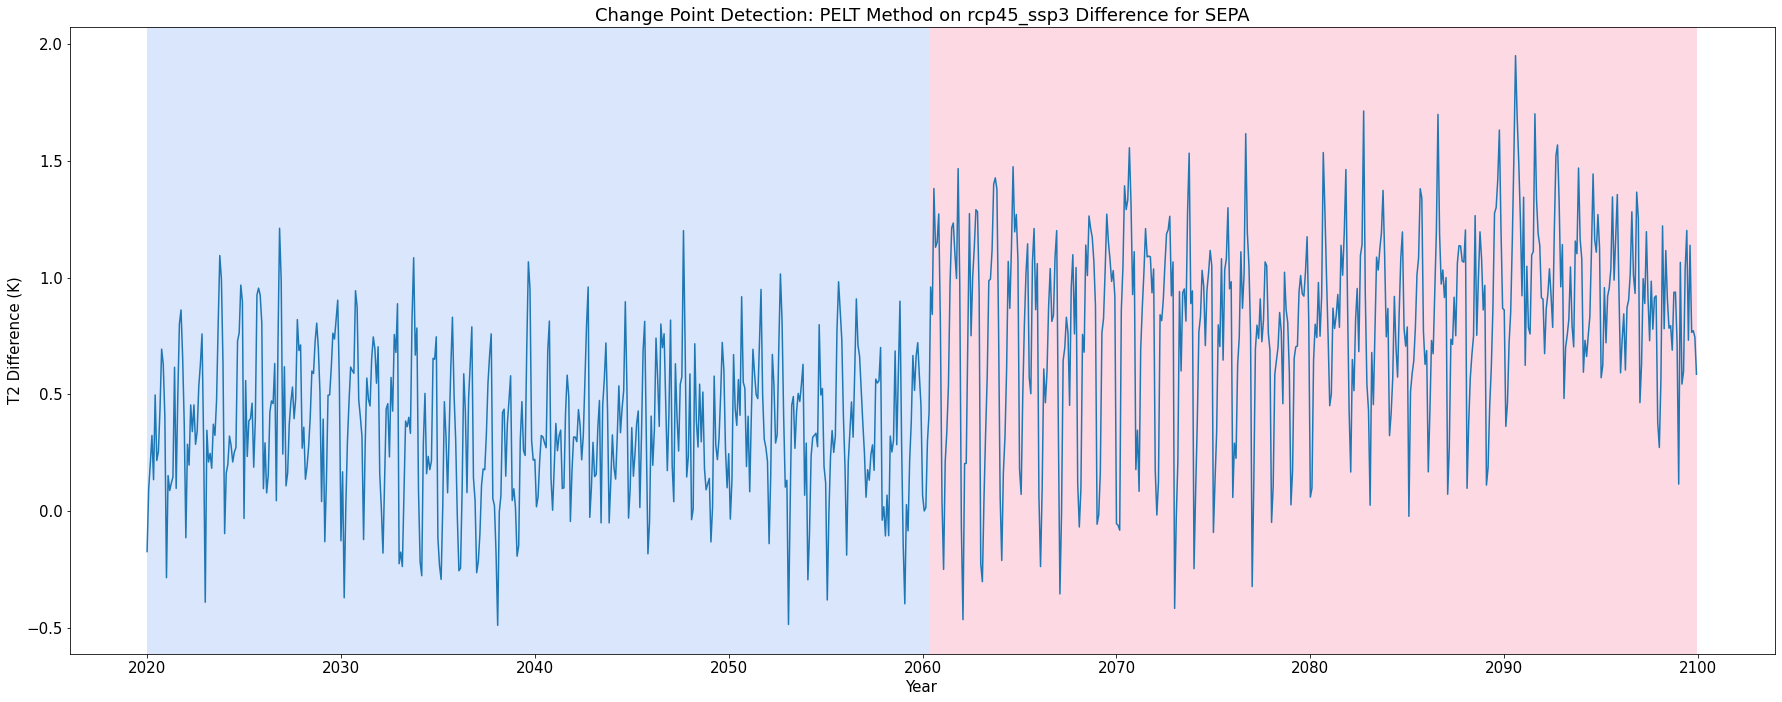 Change Point Detection: PELT Method on rcp45_ssp3 Difference for SEPA
2.0
1.5
1.0
0.5
0.0
−0.5
T2 Difference (K)
2020 2030 2040 2050 2060 2070 2080 2090 2100
Year